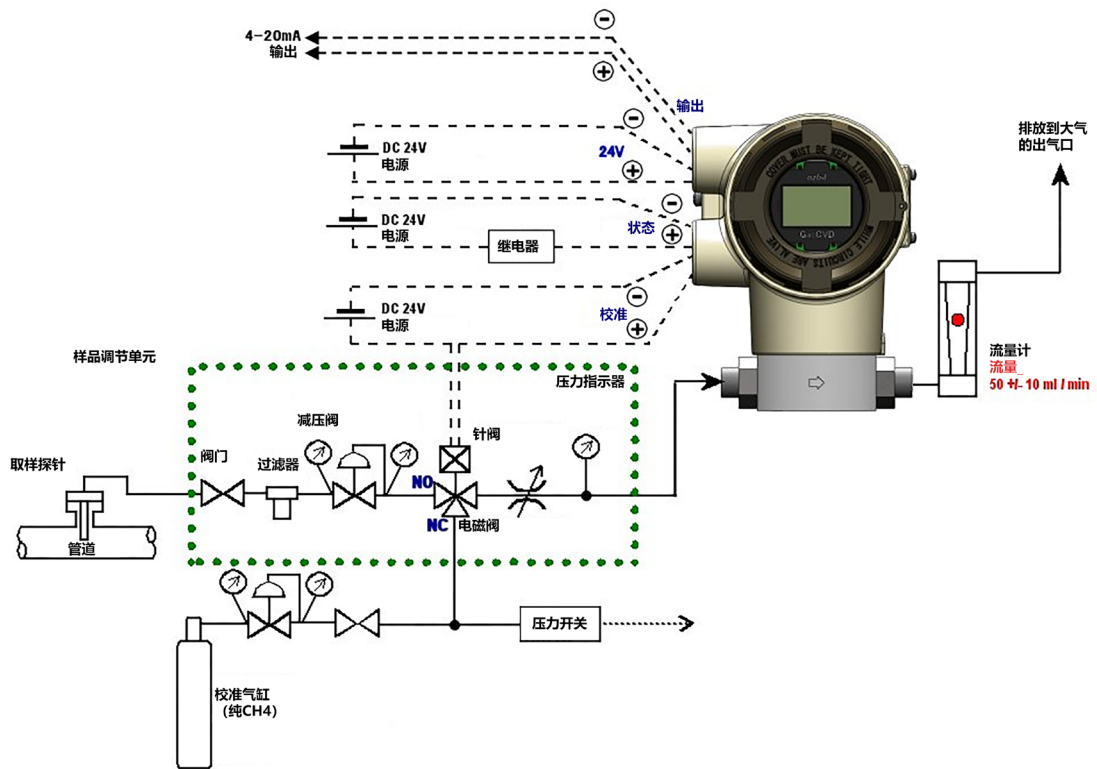 4-20mA
输出
输出
DC 24V
电源
24V
DC 24V
电源
状态
继电器
DC 24V
电源
校准
COVER MUST BE KEPT TIGHT
azbil
Gas CVD
WHILE CIRCUITS ARE ALIVE
排放到大气
的出气口
流量计
流量_
50 +/- 10 ml / min
样品调节单元
压力指示器
减压阀
针阀
阀门
过滤器
取样探针
NO
NC
电磁阀
管道
压力开关
校准气缸
（纯CH4）